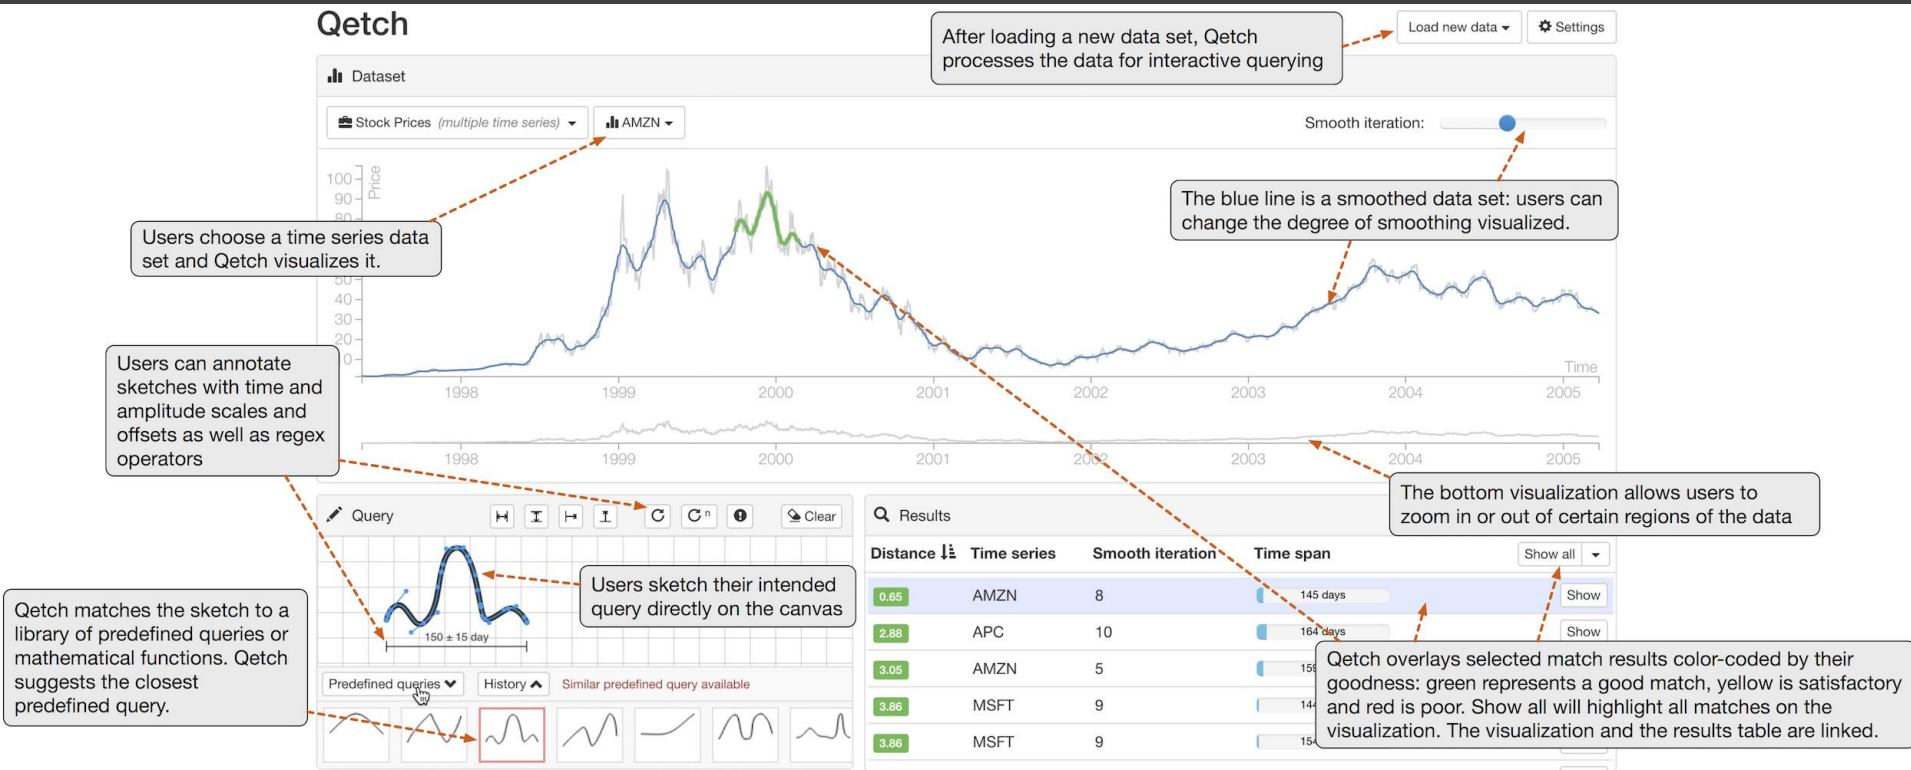 Qetch
After loading a new data set, Qetch
processes the data for interactive querying
Load new data
Settings
Dataset
Stock Prices (multiple time series)
AMZN
Smooth iteration:
The blue line is a smoothed data set: users can
change the degree of smoothing visualized.
Users choose a time series data
set and Qetch visualizes it.
Price
100
90
80
50
40
30
20
0
Time
1998 1999 2000 2001 2002 2003 2004 2005
1998 1999 2000 2001 2002 2003 2004 2005
Users can annotate
sketches with time and
amplitude scales and
offsets as well as regex
operators
The bottom visualization allows users to
zoom in or out of certain regions of the data
Query
n
Clear
Users sketch their intended
query directly on the canvas
150 ± 15 day
Qetch matches the sketch to a
library of predefined queries or
mathematical functions. Qetch
suggests the closest
predefined query.
Predefined queries
History
Similar predefined query available
Results
Distance Time series Smooth iteration Time span Show all
0.65 AMZN 8 145 days Show
2.88 APC 10 164 days Show
3.05 AMZN 5
3.86 MSFT 9
3.86 MSFT 9
Qetch overlays selected match results color-coded by their
goodness: green represents a good match, yellow is satisfactory
and red is poor. Show all will highlight all matches on the
visualization. The visualization and the results table are linked.